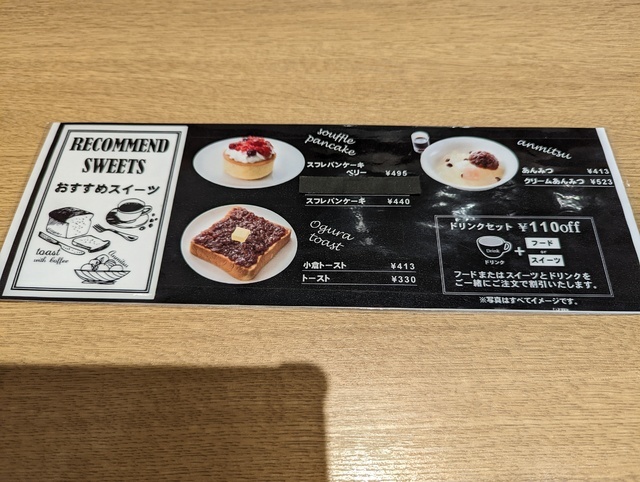 RECOMMEND
SWEETS
おすすめスイーツ
toast
with coffee
souffle
pancake
スフレパンケーキ
ベリー ¥495
スフレパンケーキ ¥440
Ogura
toast
小倉トースト ¥413
トースト ¥330
anmitsu
あんみつ ¥413
クリームあんみつ ¥523
ドリンクセット ¥110off
Drink
ドリンク
+
フード
or
スイーツ
フードまたはスイーツとドリンクを
ご一緒にご注文で割引いたします。
※写真はすべてイメージです。